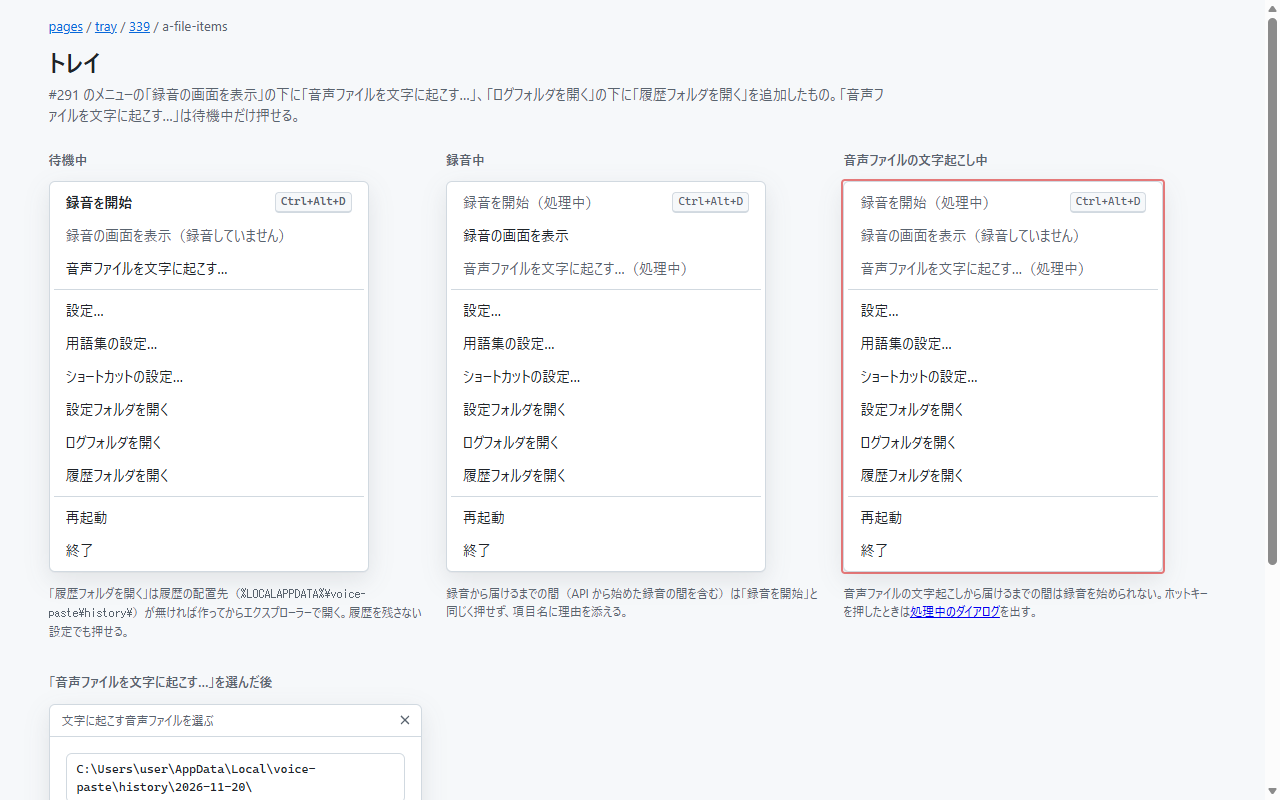 pages / tray / 339 / a-file-items
トレイ
#291 のメニューの「録音の画面を表示」の下に「音声ファイルを文字に起こす...」、「ログフォルダを開く」の下に「履歴フォルダを開く」を追加したもの。「音声フ
ァイルを文字に起こす...」は待機中だけ押せる。
待機中
録音を開始 Ctrl+Alt+D
録音の画面を表示（録音していません）
音声ファイルを文字に起こす...
設定...
用語集の設定...
ショートカットの設定...
設定フォルダを開く
ログフォルダを開く
履歴フォルダを開く
再起動
終了
「履歴フォルダを開く」は履歴の配置先（%LOCALAPPDATA%¥voice-
paste¥history¥）が無ければ作ってからエクスプローラーで開く。履歴を残さない
設定でも押せる。
録音中
録音を開始（処理中） Ctrl+Alt+D
録音の画面を表示
音声ファイルを文字に起こす...（処理中）
設定...
用語集の設定...
ショートカットの設定...
設定フォルダを開く
ログフォルダを開く
履歴フォルダを開く
再起動
終了
録音から届けるまでの間（API から始めた録音の間を含む）は「録音を開始」と
同じく押せず、項目名に理由を添える。
音声ファイルの文字起こし中
録音を開始（処理中） Ctrl+Alt+D
録音の画面を表示（録音していません）
音声ファイルを文字に起こす...（処理中）
設定...
用語集の設定...
ショートカットの設定...
設定フォルダを開く
ログフォルダを開く
履歴フォルダを開く
再起動
終了
音声ファイルの文字起こしから届けるまでの間は録音を始められない。ホットキー
を押したときは処理中のダイアログを出す。
「音声ファイルを文字に起こす...」を選んだ後
文字に起こす音声ファイルを選ぶ ×
C:\Users\user\AppData\Local\voice-
paste\history\2026-11-20\